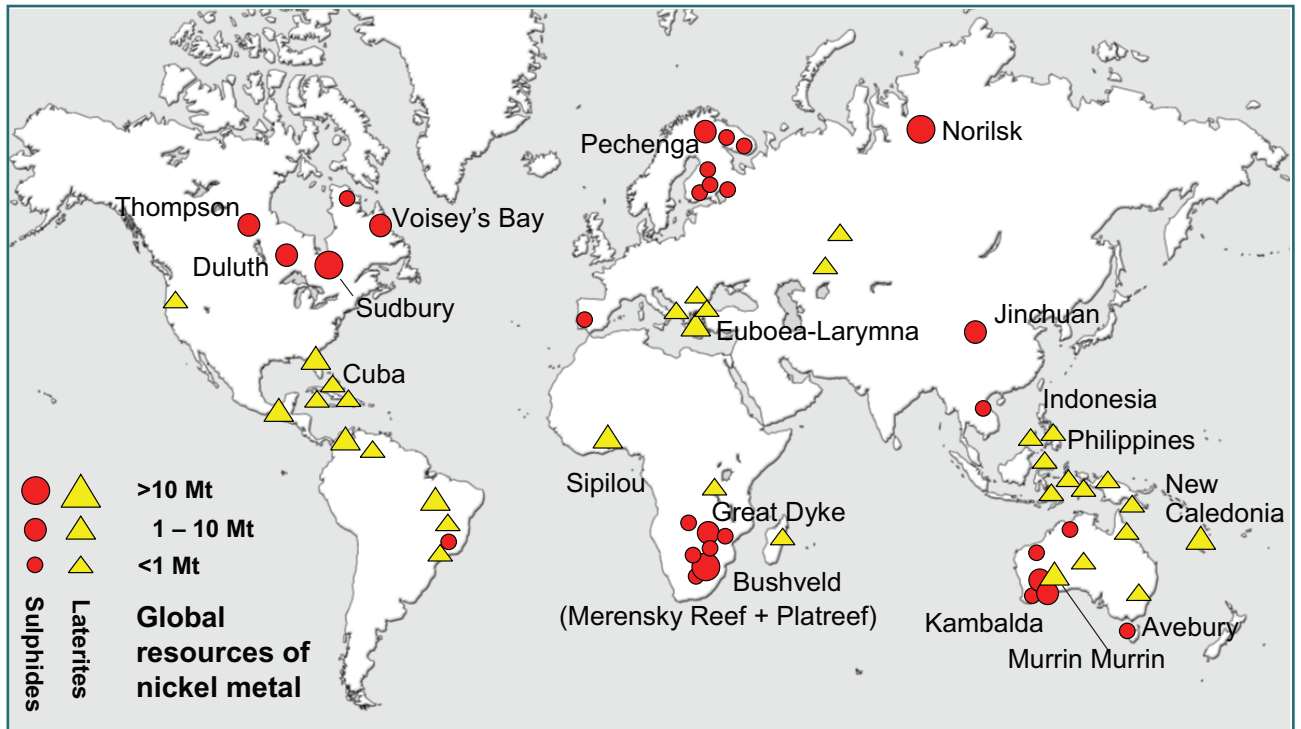 Pechenga
Norilsk
Thompson
Voisey's Bay
Duluth
Sudbury
Jinchuan
Euboea-Larymna
Cuba
Indonesia
Philippines
Sipilou
New
Caledonia
Great Dyke
Bushveld
(Merensky Reef + Platreef)
Kambalda
Avebury
Murrin Murrin
>10 Mt
1 – 10 Mt
<1 Mt
Sulphides
Laterites
Global
resources of
nickel metal